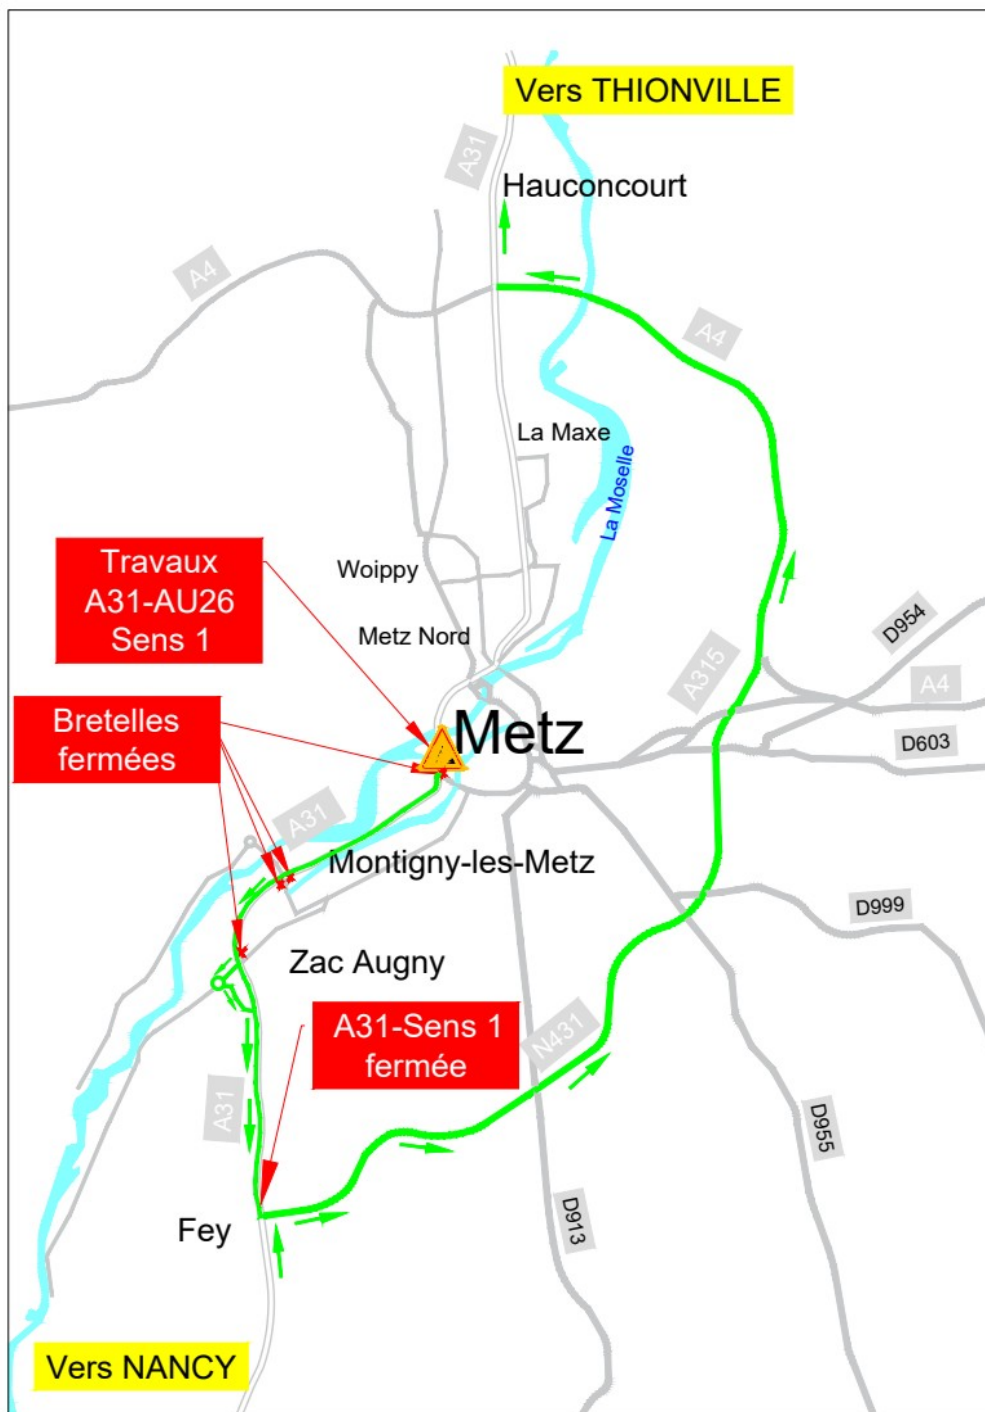 Vers THIONVILLE
A31
Hauconcourt
A4
A4
La Maxe
La Moselle
Travaux
A31-AU26
Sens 1
Woippy
Metz Nord
D954
A315
A4
Bretelles
fermées
Metz
D603
A31
Montigny-les-Metz
D999
Zac Augny
A31-Sens 1
fermée
N431
A31
D955
D913
Fey
Vers NANCY